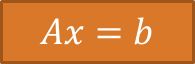 Ax = b